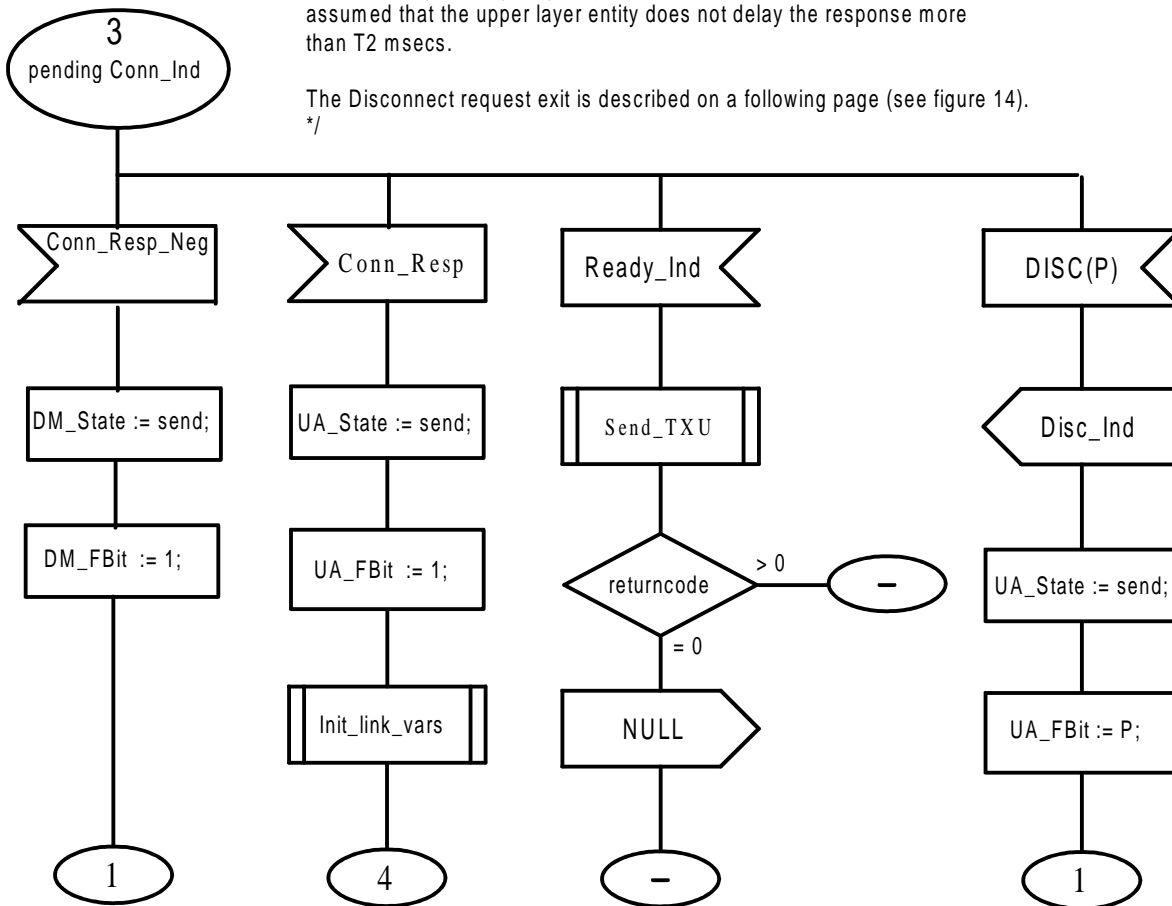 assumed that the upper layer entity does not delay the response more
than T2 msecs.
The Disconnect request exit is described on a following page (see figure 14).
*/
3
pending Conn_Ind
Conn_Resp_Neg
Conn_Resp
Ready_Ind
DISC(P)
DM_State := send;
UA_State := send;
Send_TXU
Disc_Ind
DM_FBit := 1;
UA_FBit := 1;
returncode
> 0
–
UA_State := send;
= 0
Init_link_vars
NULL
UA_FBit := P;
1
4
–
1